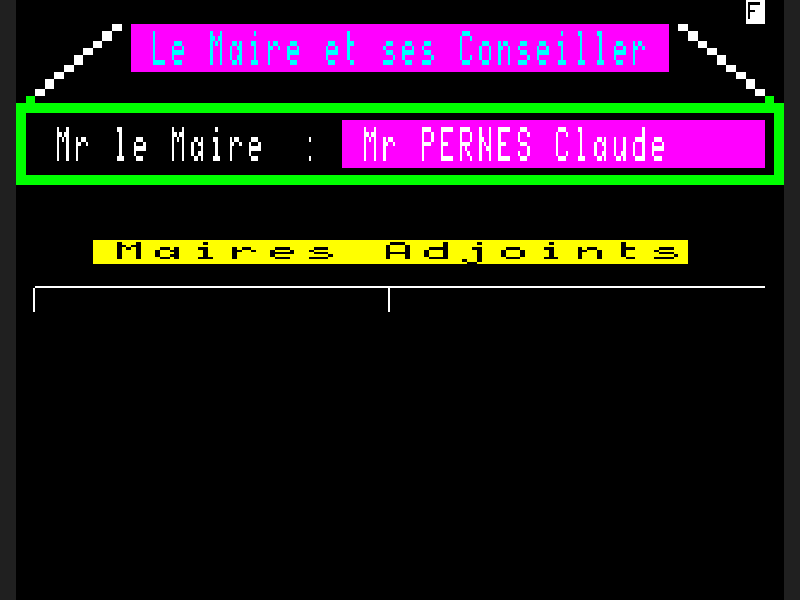 F
Le Maire et ses Conseiller
Mr le Maire : Mr PERNES Claude
Maires Adjoints